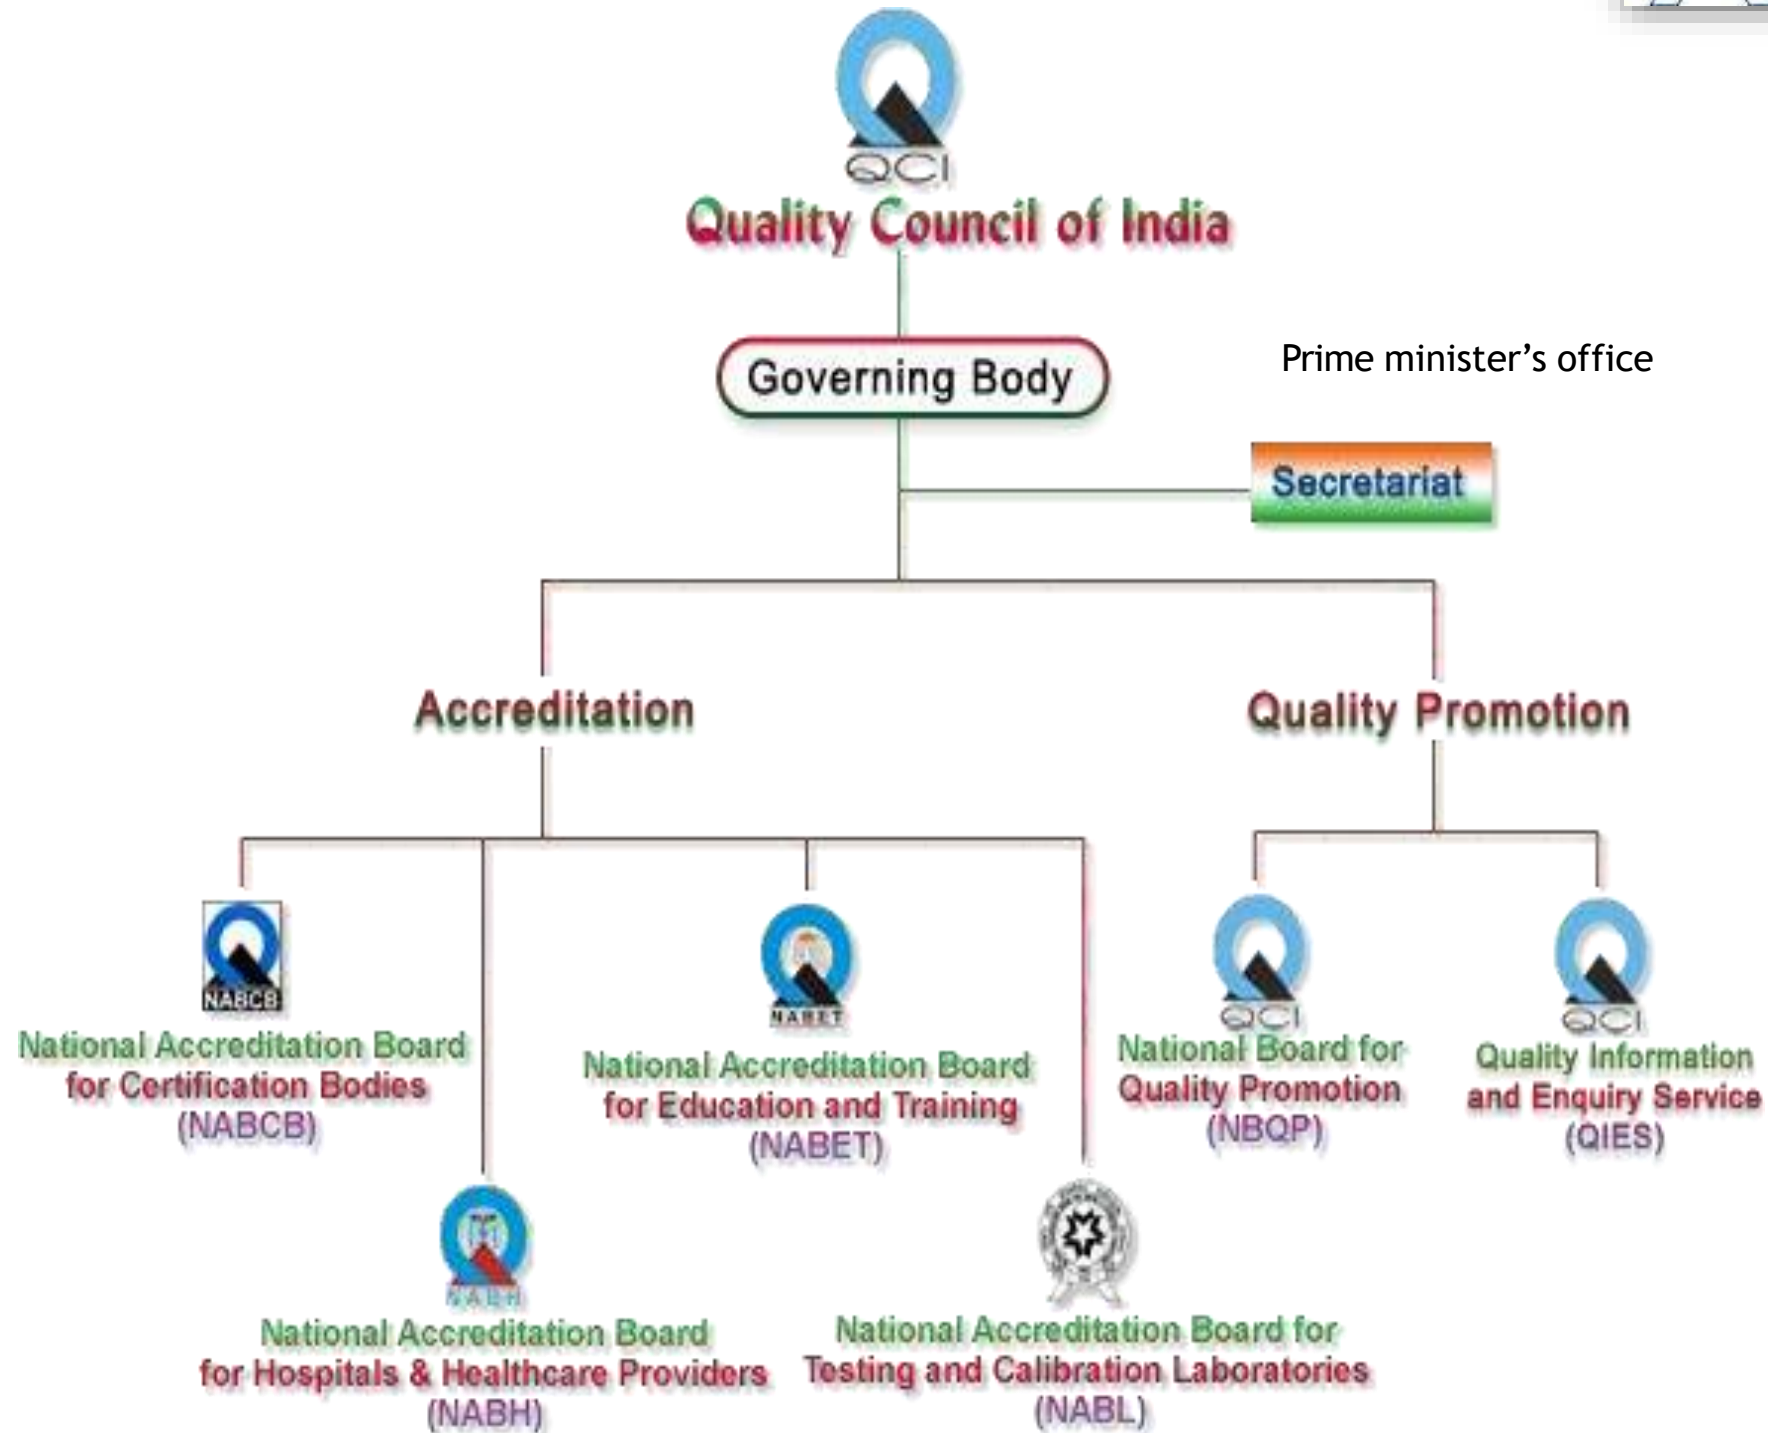 QCI
Quality Council of India
Governing Body
Prime minister’s office
Secretariat
Accreditation
Quality Promotion
NABCB
National Accreditation Board
for Certification Bodies
(NABCB)
NABET
National Accreditation Board
for Education and Training
(NABET)
QCI
National Board for
Quality Promotion
(NBQP)
QCI
Quality Information
and Enquiry Service
(QIES)
NABH
National Accreditation Board
for Hospitals & Healthcare Providers
(NABH)
National Accreditation Board for
Testing and Calibration Laboratories
(NABL)